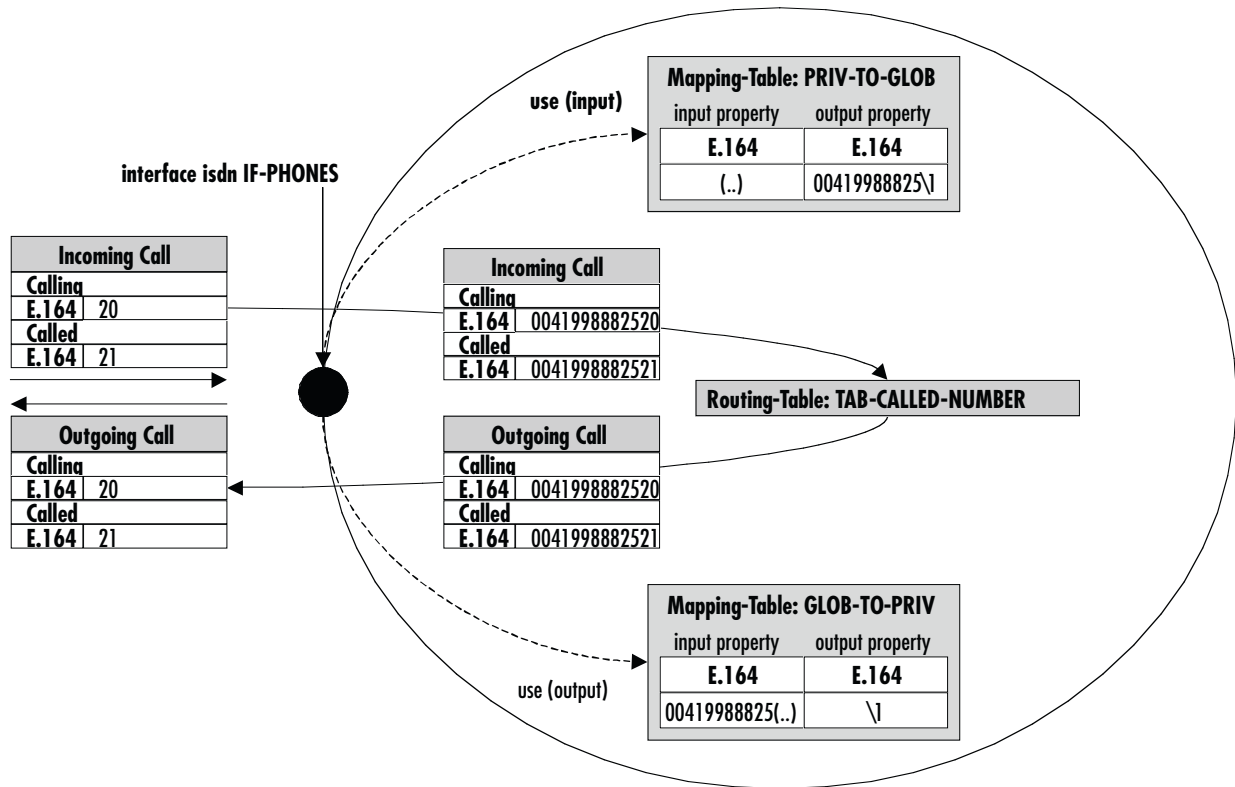 Mapping-Table: PRIV-TO-GLOB
input property output property
E.164 E.164
(..) 00419988825\1
use (input)
interface isdn IF-PHONES
Incoming Call
Calling
E.164 20
Called
E.164 21
Incoming Call
Calling
E.164 0041998882520
Called
E.164 0041998882521
Routing-Table: TAB-CALLED-NUMBER
Outgoing Call
Calling
E.164 20
Called
E.164 21
Outgoing Call
Calling
E.164 0041998882520
Called
E.164 0041998882521
Mapping-Table: GLOB-TO-PRIV
input property output property
E.164 E.164
00419988825(..) \1
use (output)